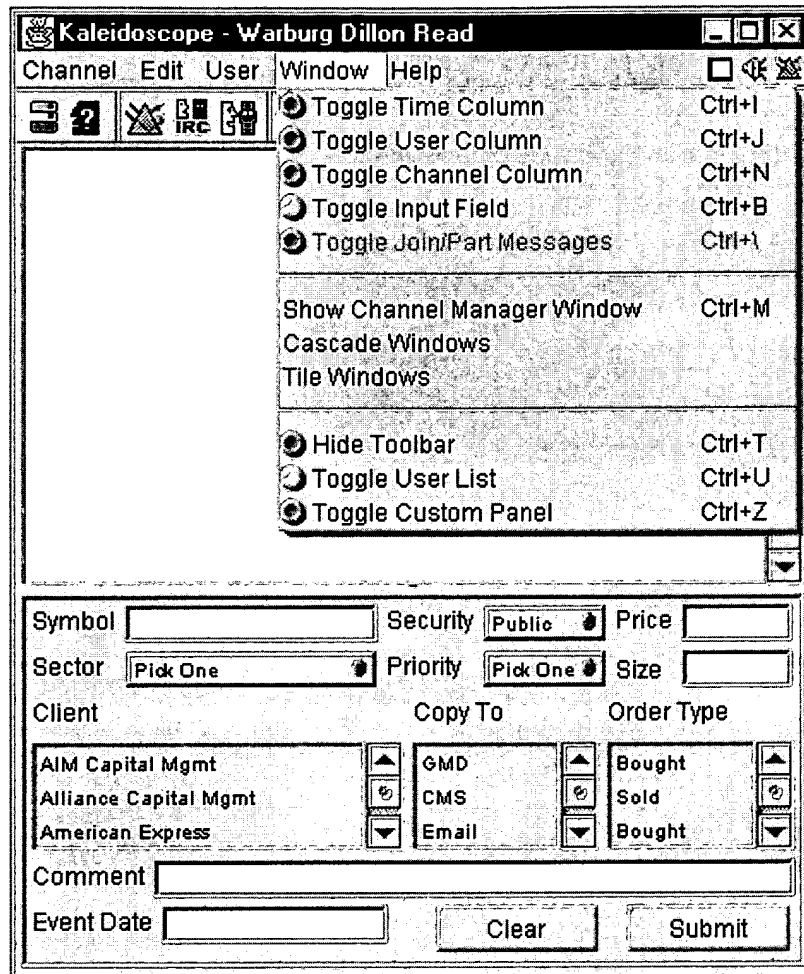 Kaleidoscope - Warburg Dillon Read
Channel Edit User Window Help
IRC
Toggle Time Column Ctrl+I
Toggle User Column Ctrl+J
Toggle Channel Column Ctrl+N
Toggle Input Field Ctrl+B
Toggle Join/Part Messages Ctrl+\
Show Channel Manager Window Ctrl+M
Cascade Windows
Tile Windows
Hide Toolbar Ctrl+T
Toggle User List Ctrl+U
Toggle Custom Panel Ctrl+Z
Symbol Security Public Price
Sector Pick One Priority Pick One Size
Client Copy To Order Type
AIM Capital Mgmt GMD Bought
Alliance Capital Mgmt CMS Sold
American Express Email Bought
Comment
Event Date Clear Submit